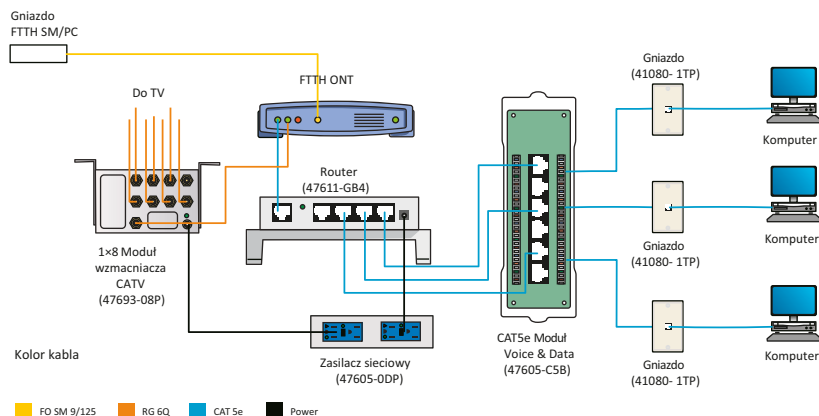 Gniazdo
FTTH SM/PC
FTTH ONT
Do TV
Router
(47611-GB4)
1×8 Moduł
wzmacniacza
CATV
(47693-08P)
Zasilacz sieciowy
(47605-0DP)
CAT5e Moduł
Voice & Data
(47605-C5B)
Gniazdo
(41080- 1TP)
Komputer
Gniazdo
(41080- 1TP)
Komputer
Gniazdo
(41080- 1TP)
Komputer
Kolor kabla
FO SM 9/125
RG 6Q
CAT 5e
Power